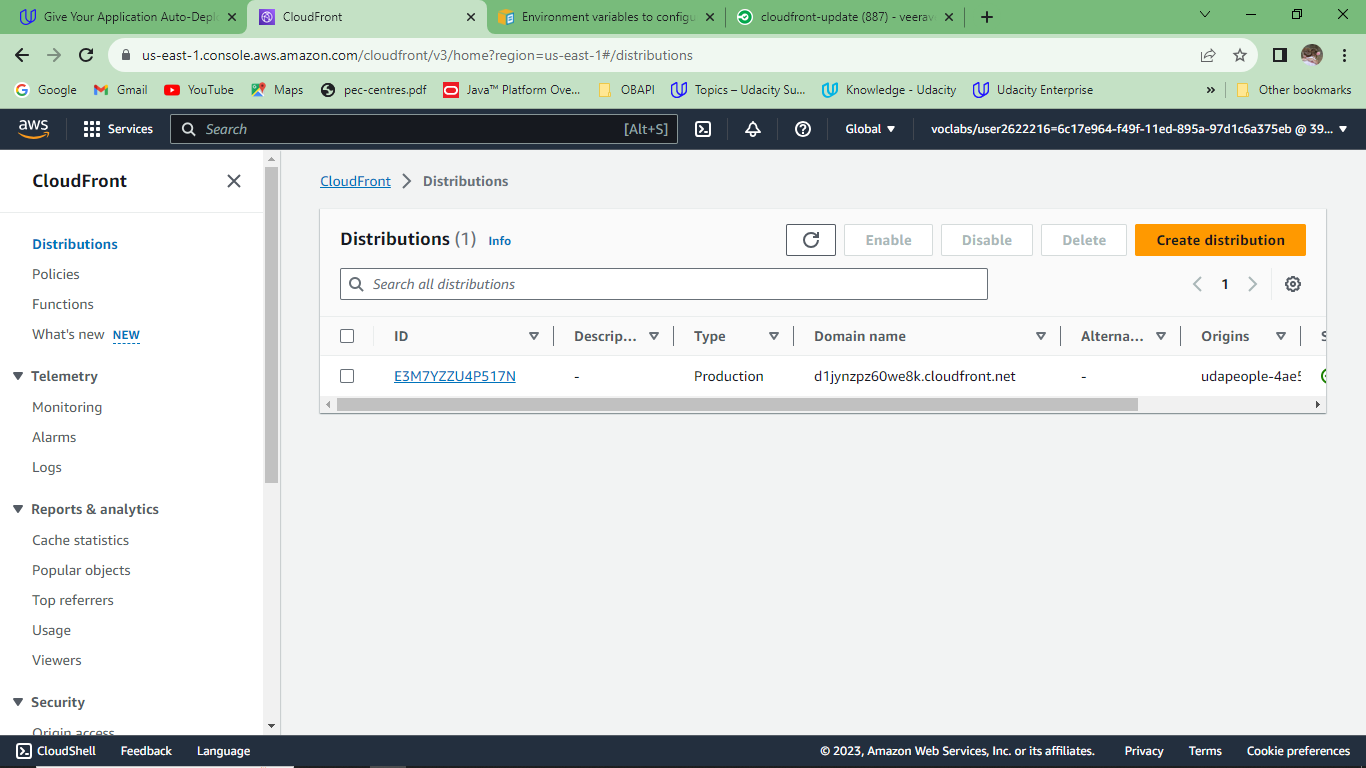 Give Your Application Auto-Depl
CloudFront
Environment variables to configu
cloudfront-update (887) - veerav
us-east-1.console.aws.amazon.com/cloudfront/v3/home?region=us-east-1#/distributions
Google
Gmail
YouTube
Maps
pec-centres.pdf
Java™ Platform Ove...
OBAPI
Topics – Udacity Su...
Knowledge - Udacity
Udacity Enterprise
»
Other bookmarks
aws
Services
Search
[Alt+S]
Global
voclabs/user2622216=6c17e964-f49f-11ed-895a-97d1c6a375eb @ 39...
CloudFront
Distributions
Policies
Functions
What's new NEW
Telemetry
Monitoring
Alarms
Logs
Reports & analytics
Cache statistics
Popular objects
Top referrers
Usage
Viewers
Security
Origin access
CloudFront > Distributions
Distributions (1) Info
Enable
Disable
Delete
Create distribution
Search all distributions
1
ID Descrip... Type Domain name Alterna... Origins S
E3M7YZZU4P517N - Production d1jynzpz60we8k.cloudfront.net - udapeople-4ae5
CloudShell
Feedback
Language
© 2023, Amazon Web Services, Inc. or its affiliates.
Privacy
Terms
Cookie preferences